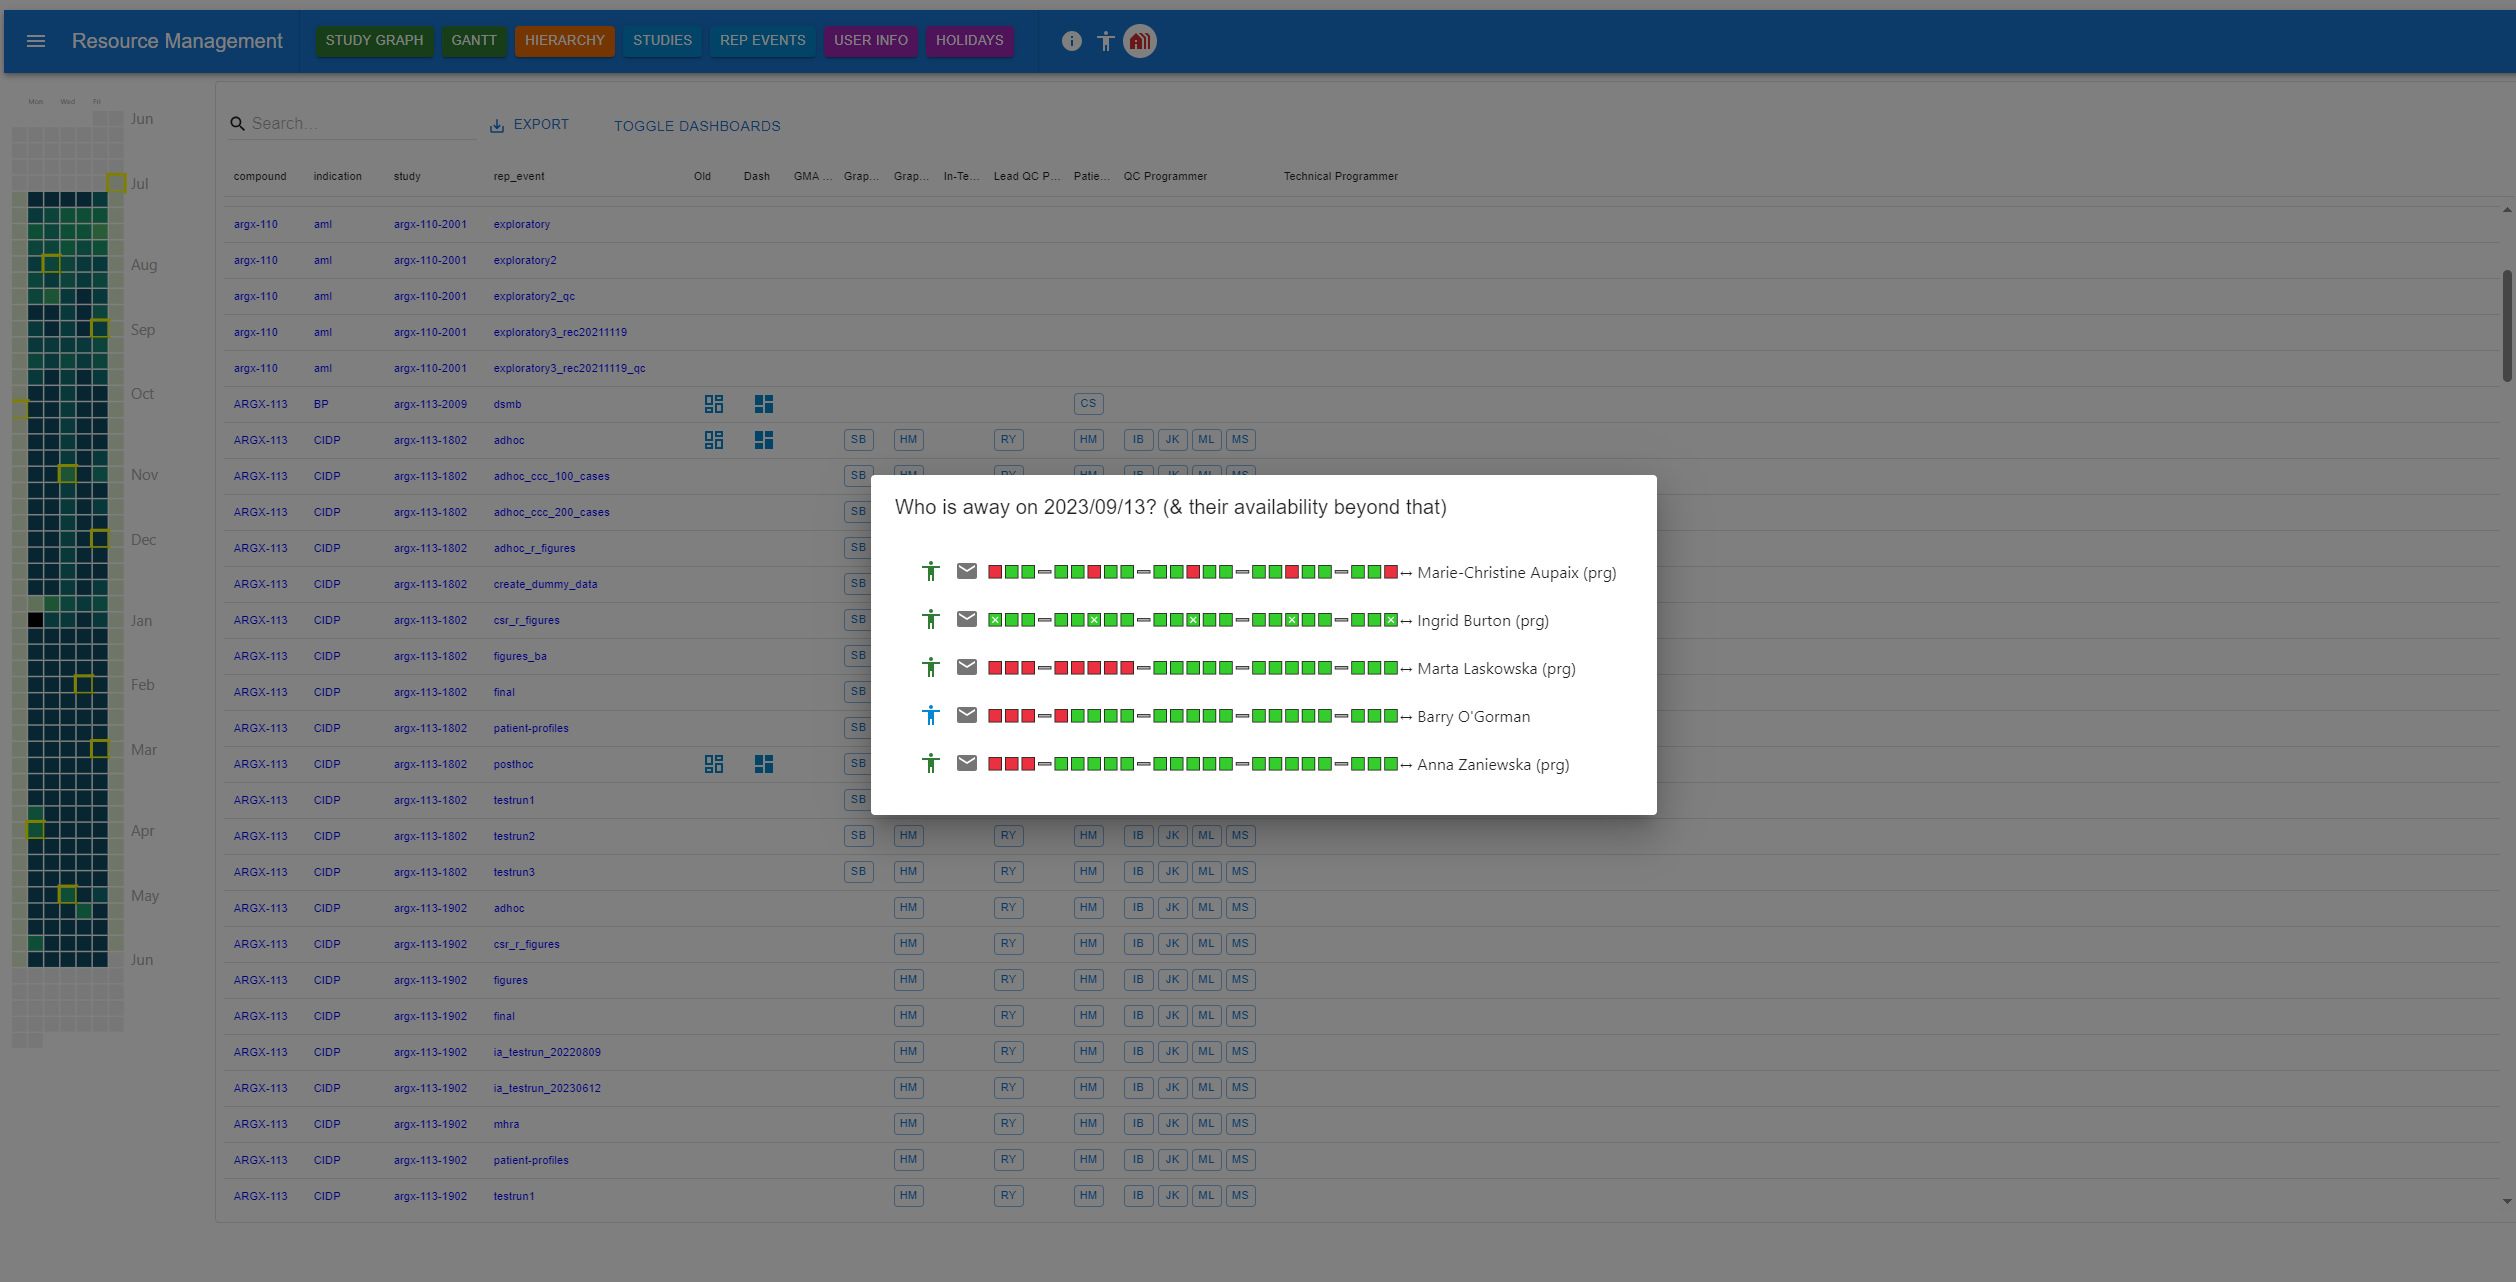 Resource Management STUDY GRAPH GANTT HIERARCHY STUDIES REP EVENTS USER INFO HOLIDAYS
Mon Wed Fri
Jun
Jul
Aug
Sep
Oct
Nov
Dec
Jan
Feb
Mar
Apr
May
Jun
Search... EXPORT TOGGLE DASHBOARDS
compound indication study rep_event Old Dash GMA ... Grap... Grap... In-Te... Lead QC P... Patie... QC Programmer Technical Programmer
argx-110 aml argx-110-2001 exploratory
argx-110 aml argx-110-2001 exploratory2
argx-110 aml argx-110-2001 exploratory2_qc
argx-110 aml argx-110-2001 exploratory3_rec20211119
argx-110 aml argx-110-2001 exploratory3_rec20211119_qc
ARGX-113 BP argx-113-2009 dsmb CS
ARGX-113 CIDP argx-113-1802 adhoc SB HM RY HM IB JK ML MS
ARGX-113 CIDP argx-113-1802 adhoc_ccc_100_cases SB HM RY HM IB JK ML MS
ARGX-113 CIDP argx-113-1802 adhoc_ccc_200_cases SB
ARGX-113 CIDP argx-113-1802 adhoc_r_figures SB
ARGX-113 CIDP argx-113-1802 create_dummy_data SB
ARGX-113 CIDP argx-113-1802 csr_r_figures SB
ARGX-113 CIDP argx-113-1802 figures_ba SB
ARGX-113 CIDP argx-113-1802 final SB
ARGX-113 CIDP argx-113-1802 patient-profiles SB
ARGX-113 CIDP argx-113-1802 posthoc SB
ARGX-113 CIDP argx-113-1802 testrun1 SB
ARGX-113 CIDP argx-113-1802 testrun2 SB HM RY HM IB JK ML MS
ARGX-113 CIDP argx-113-1802 testrun3 SB HM RY HM IB JK ML MS
ARGX-113 CIDP argx-113-1902 adhoc HM RY HM IB JK ML MS
ARGX-113 CIDP argx-113-1902 csr_r_figures HM RY HM IB JK ML MS
ARGX-113 CIDP argx-113-1902 figures HM RY HM IB JK ML MS
ARGX-113 CIDP argx-113-1902 final HM RY HM IB JK ML MS
ARGX-113 CIDP argx-113-1902 ia_testrun_20220809 HM RY HM IB JK ML MS
ARGX-113 CIDP argx-113-1902 ia_testrun_20230612 HM RY HM IB JK ML MS
ARGX-113 CIDP argx-113-1902 mhra HM RY HM IB JK ML MS
ARGX-113 CIDP argx-113-1902 patient-profiles HM RY HM IB JK ML MS
ARGX-113 CIDP argx-113-1902 testrun1 HM RY HM IB JK ML MS
Who is away on 2023/09/13? (& their availability beyond that)
↔ Marie-Christine Aupaix (prg)
↔ Ingrid Burton (prg)
↔ Marta Laskowska (prg)
↔ Barry O'Gorman
↔ Anna Zaniewska (prg)